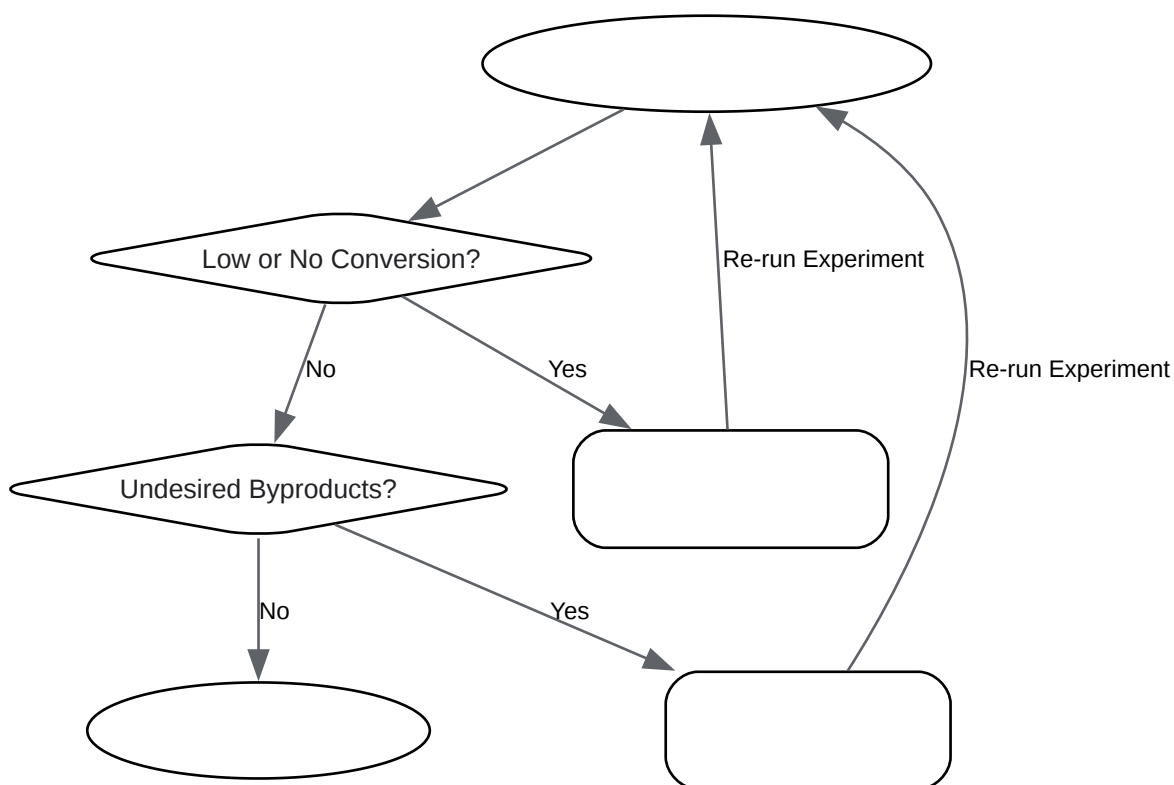 Low or No Conversion?
Re-run Experiment
No
Yes
Re-run Experiment
Undesired Byproducts?
No
Yes